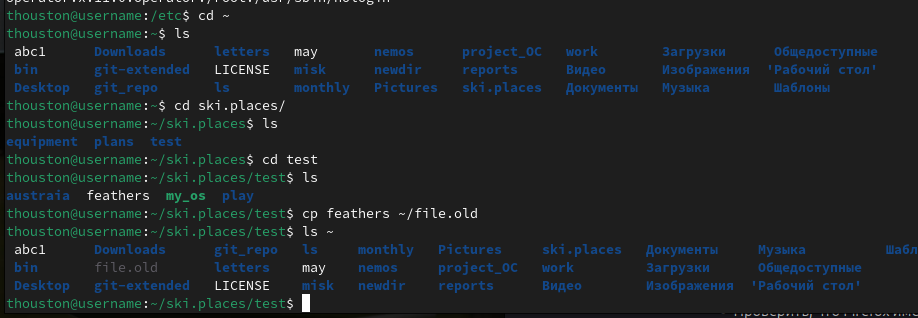 operator:x:11:0:operator:/root:/usr/sbin/nologin
thouston@username:/etc$ cd ~
thouston@username:~$ ls
abc1 Downloads letters may nemos project_OC work Загрузки Общедоступные
bin git-extended LICENSE misk newdir reports Видео Изображения 'Рабочий стол'
Desktop git_repo ls monthly Pictures ski.places Документы Музыка Шаблоны
thouston@username:~$ cd ski.places/
thouston@username:~/ski.places$ ls
equipment plans test
thouston@username:~/ski.places$ cd test
thouston@username:~/ski.places/test$ ls
austraia feathers my_os play
thouston@username:~/ski.places/test$ cp feathers ~/file.old
thouston@username:~/ski.places/test$ ls ~
abc1 Downloads git_repo ls monthly Pictures ski.places Документы Музыка Шабл
bin file.old letters may nemos project_OC work Загрузки Общедоступные
Desktop git-extended LICENSE misk newdir reports Видео Изображения 'Рабочий стол'
thouston@username:~/ski.places/test$